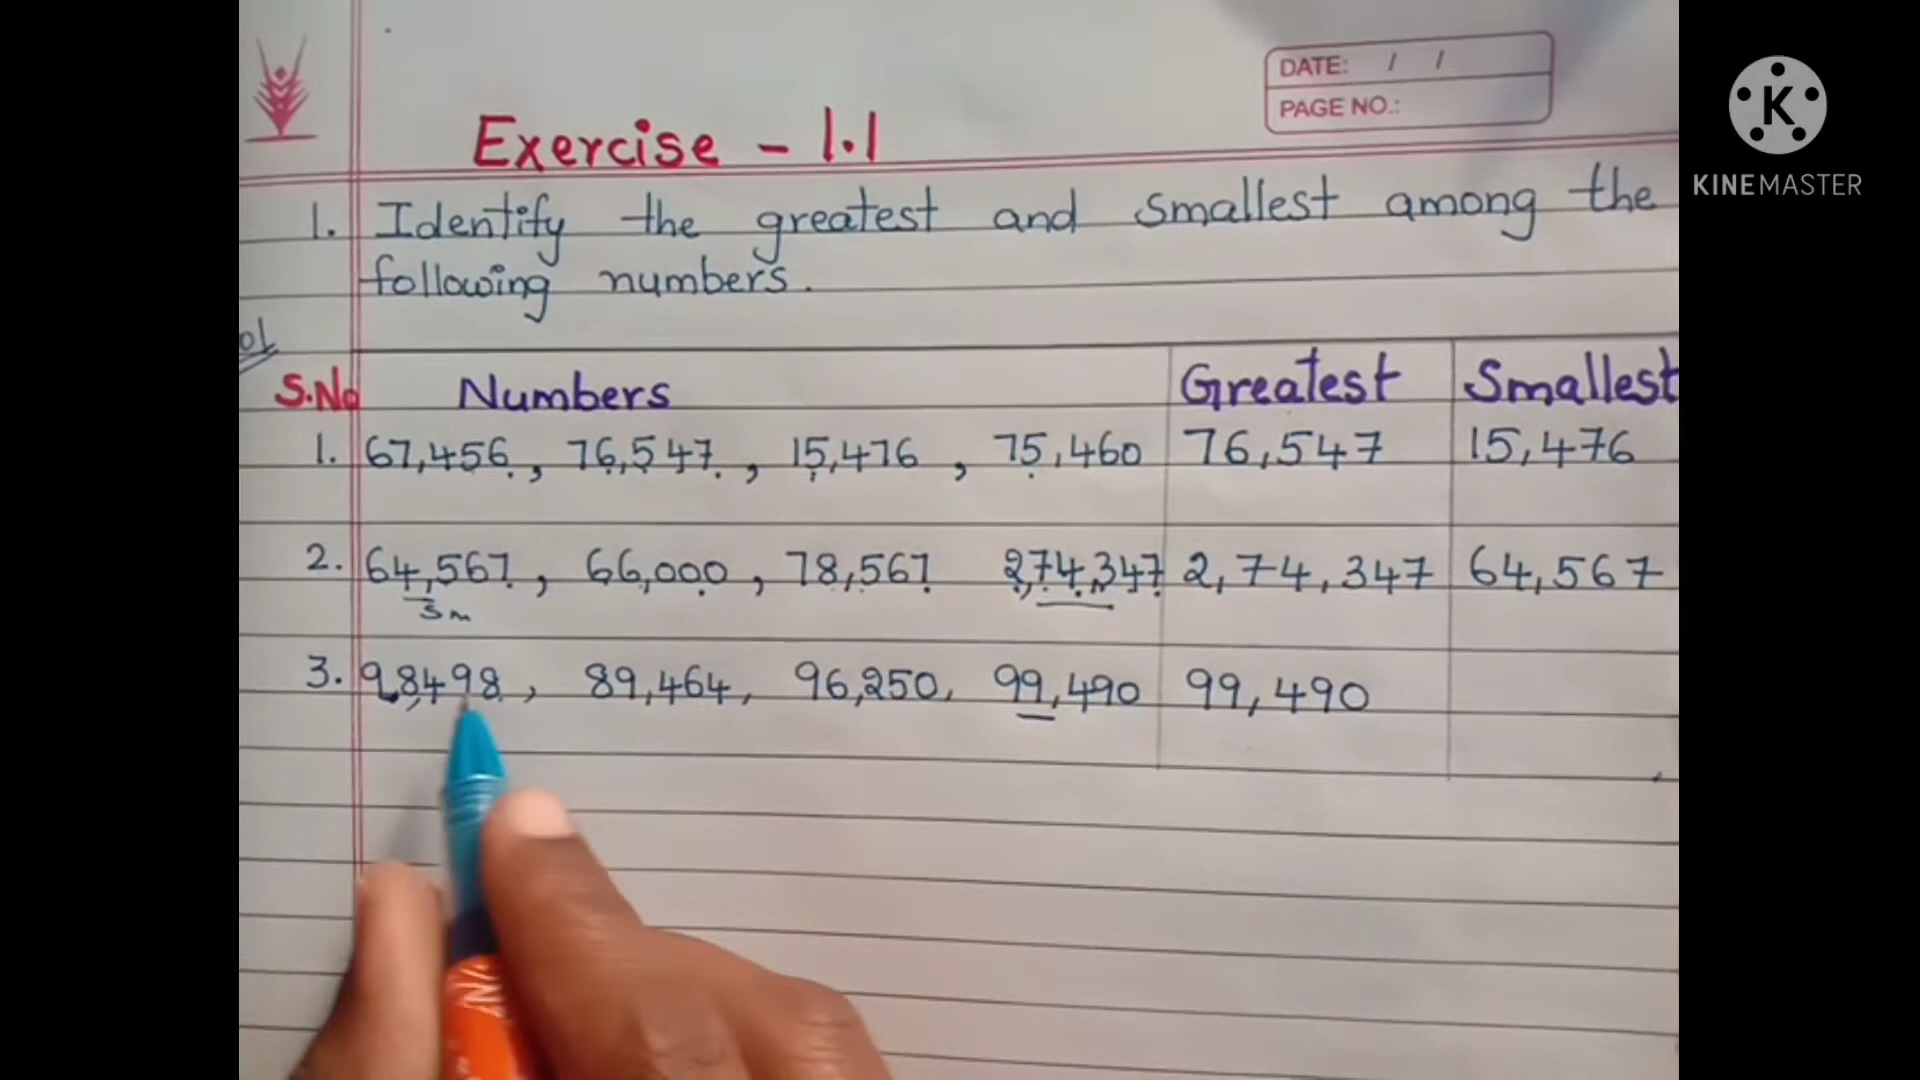 DATE: / /
PAGE NO.:
KINEMASTER
Exercise - 1.1
1. Identify the greatest and smallest among the
following numbers.
S.No Numbers Greatest Smallest
1. 67,456, 76,547, 15,476, 75,460 76,547 15,476
2. 64,567, 66,000, 78,567 2,74,347 2,74,347 64,567
Sm
3. 98,498, 89,464, 96,250, 99,490 99,490